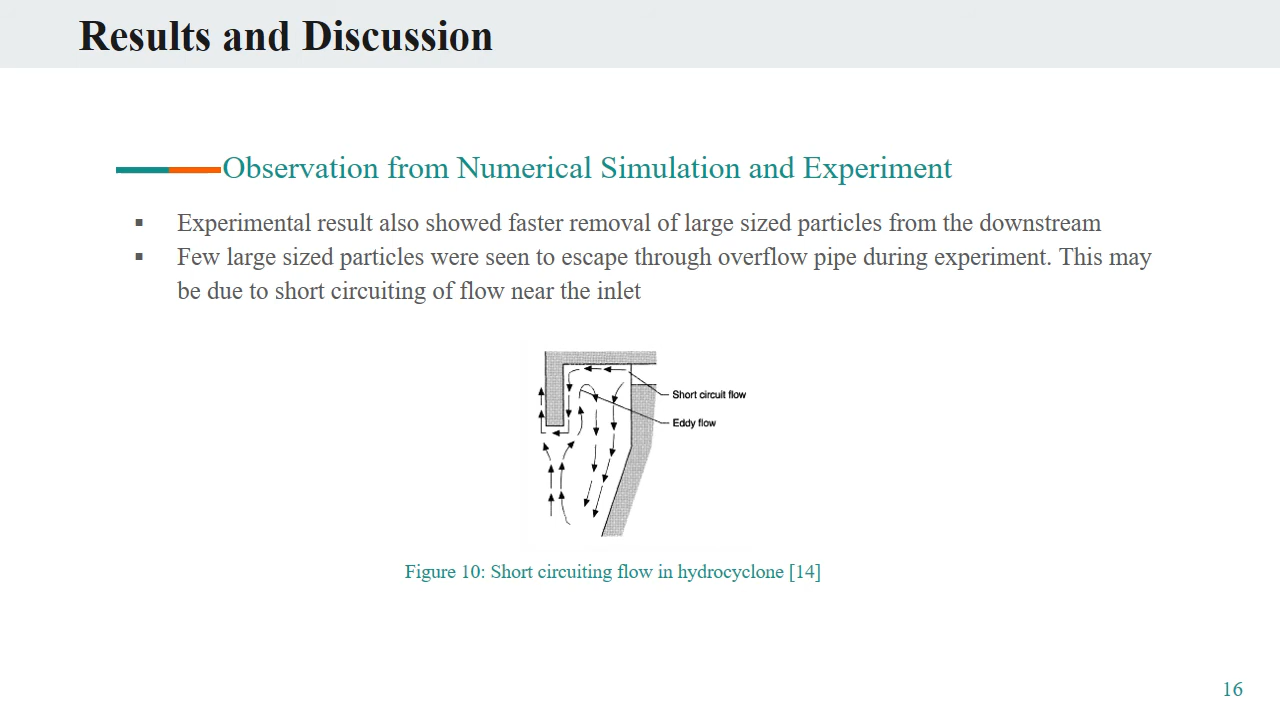 Results and Discussion
Observation from Numerical Simulation and Experiment
▪ Experimental result also showed faster removal of large sized particles from the downstream
▪ Few large sized particles were seen to escape through overflow pipe during experiment. This may
be due to short circuiting of flow near the inlet
Short circuit flow
Eddy flow
Figure 10: Short circuiting flow in hydrocyclone [14]
16